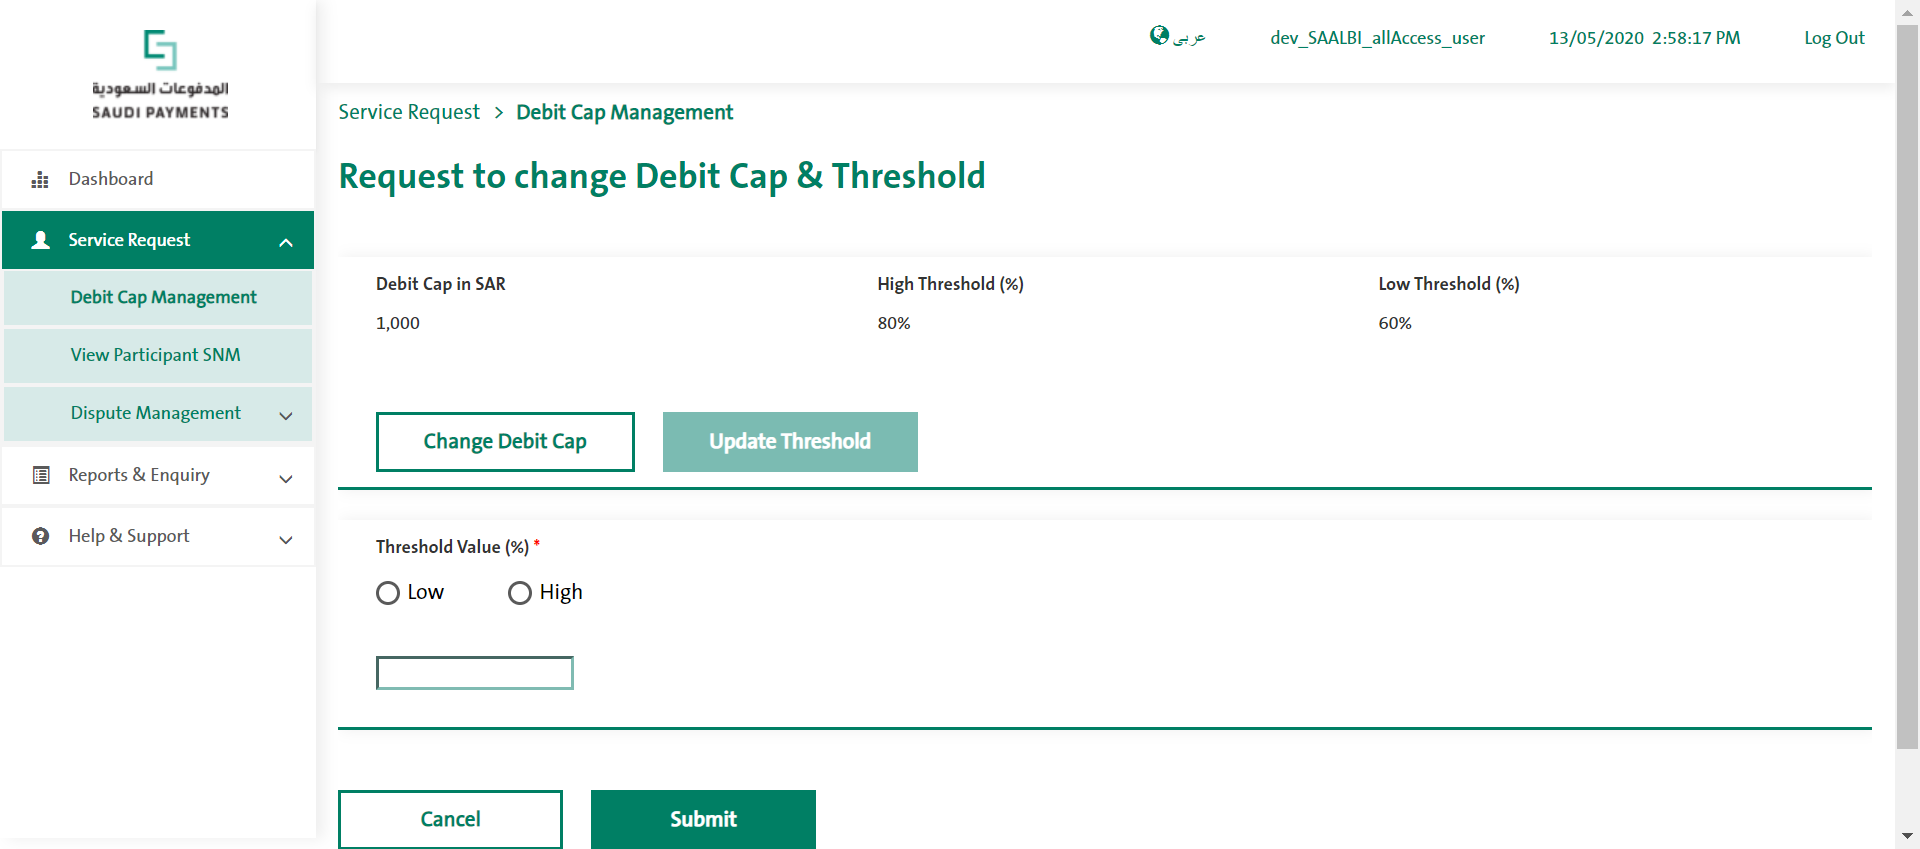 المدفوعات السعودية
SAUDI PAYMENTS
عربى
dev_SAALBI_allAccess_user
13/05/2020 2:58:17 PM
Log Out
Dashboard
Service Request
Debit Cap Management
View Participant SNM
Dispute Management
Reports & Enquiry
Help & Support
Service Request > Debit Cap Management
Request to change Debit Cap & Threshold
Debit Cap in SAR
1,000
High Threshold (%)
80%
Low Threshold (%)
60%
Change Debit Cap
Update Threshold
Threshold Value (%) *
Low
High
Cancel
Submit